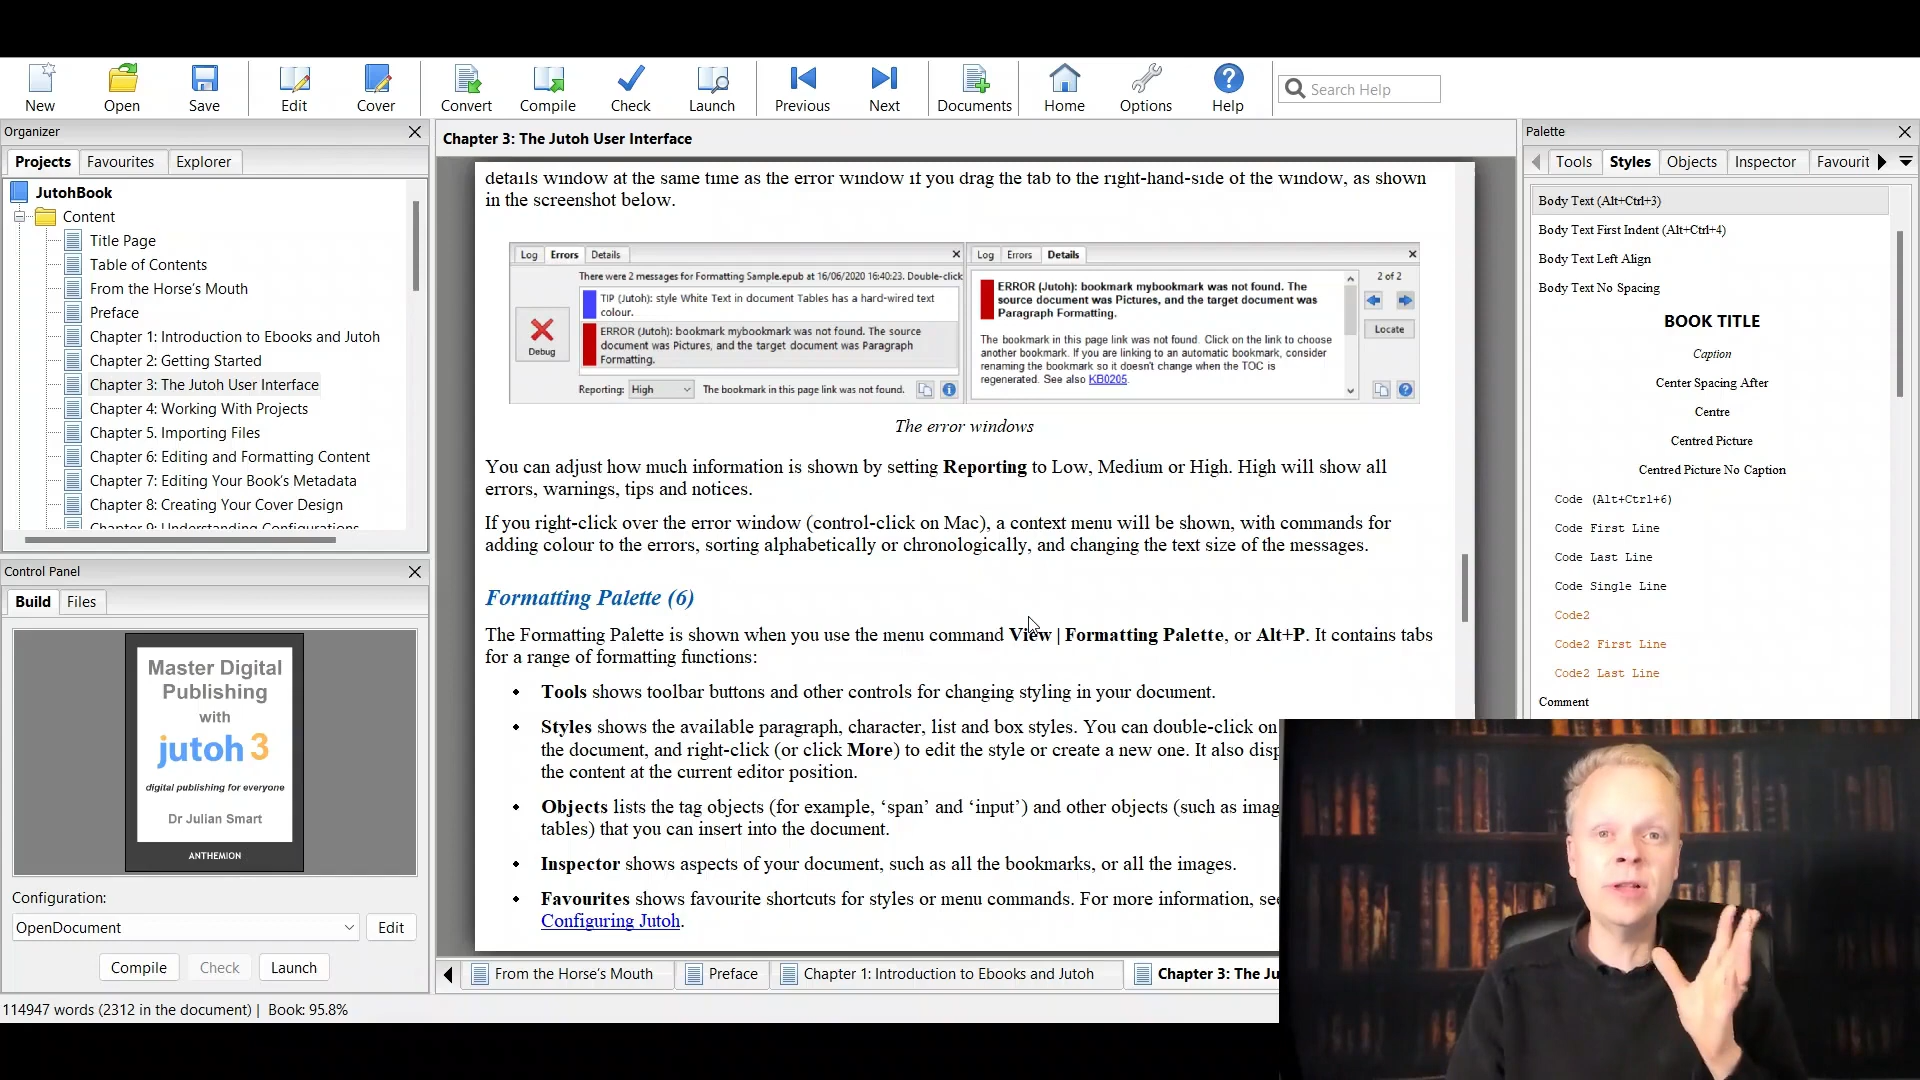 New
Open
Save
Edit
Cover
Convert
Compile
Check
Launch
Previous
Next
Documents
Home
Options
Help
Search Help
Organizer
Projects
Favourites
Explorer
JutohBook
Content
Title Page
Table of Contents
From the Horse's Mouth
Preface
Chapter 1: Introduction to Ebooks and Jutoh
Chapter 2: Getting Started
Chapter 3: The Jutoh User Interface
Chapter 4: Working With Projects
Chapter 5. Importing Files
Chapter 6: Editing and Formatting Content
Chapter 7: Editing Your Book's Metadata
Chapter 8: Creating Your Cover Design
Chapter 9: Understanding Configurations
Control Panel
Build
Files
Master Digital
Publishing
with
jutoh 3
digital publishing for everyone
Dr Julian Smart
ANTHEMION
Configuration:
OpenDocument
Edit
Compile
Check
Launch
114947 words (2312 in the document) | Book: 95.8%
Chapter 3: The Jutoh User Interface
details window at the same time as the error window if you drag the tab to the right-hand-side of the window, as shown
in the screenshot below.
Log
Errors
Details
There were 2 messages for Formatting Sample.epub at 16/06/2020 16:40:23. Double-click
TIP (Jutoh): style White Text in document Tables has a hard-wired text
colour.
ERROR (Jutoh): bookmark mybookmark was not found. The source
document was Pictures, and the target document was Paragraph
Formatting.
Debug
Reporting:
High
The bookmark in this page link was not found.
Log
Errors
Details
ERROR (Jutoh): bookmark mybookmark was not found. The
source document was Pictures, and the target document was
Paragraph Formatting.
The bookmark in this page link was not found. Click on the link to choose
another bookmark. If you are linking to an automatic bookmark, consider
renaming the bookmark so it doesn't change when the TOC is
regenerated. See also KB0205.
2 of 2
Locate
The error windows
You can adjust how much information is shown by setting Reporting to Low, Medium or High. High will show all
errors, warnings, tips and notices.
If you right-click over the error window (control-click on Mac), a context menu will be shown, with commands for
adding colour to the errors, sorting alphabetically or chronologically, and changing the text size of the messages.
Formatting Palette (6)
The Formatting Palette is shown when you use the menu command View | Formatting Palette, or Alt+P. It contains tabs
for a range of formatting functions:
• Tools shows toolbar buttons and other controls for changing styling in your document.
• Styles shows the available paragraph, character, list and box styles. You can double-click on
the document, and right-click (or click More) to edit the style or create a new one. It also disp
the content at the current editor position.
• Objects lists the tag objects (for example, ‘span’ and ‘input’) and other objects (such as imag
tables) that you can insert into the document.
• Inspector shows aspects of your document, such as all the bookmarks, or all the images.
• Favourites shows favourite shortcuts for styles or menu commands. For more information, see
Configuring Jutoh.
From the Horse's Mouth
Preface
Chapter 1: Introduction to Ebooks and Jutoh
Chapter 3: The Ju
Palette
Tools
Styles
Objects
Inspector
Favourit
Body Text (Alt+Ctrl+3)
Body Text First Indent (Alt+Ctrl+4)
Body Text Left Align
Body Text No Spacing
BOOK TITLE
Caption
Center Spacing After
Centre
Centred Picture
Centred Picture No Caption
Code (Alt+Ctrl+6)
Code First Line
Code Last Line
Code Single Line
Code2
Code2 First Line
Code2 Last Line
Comment